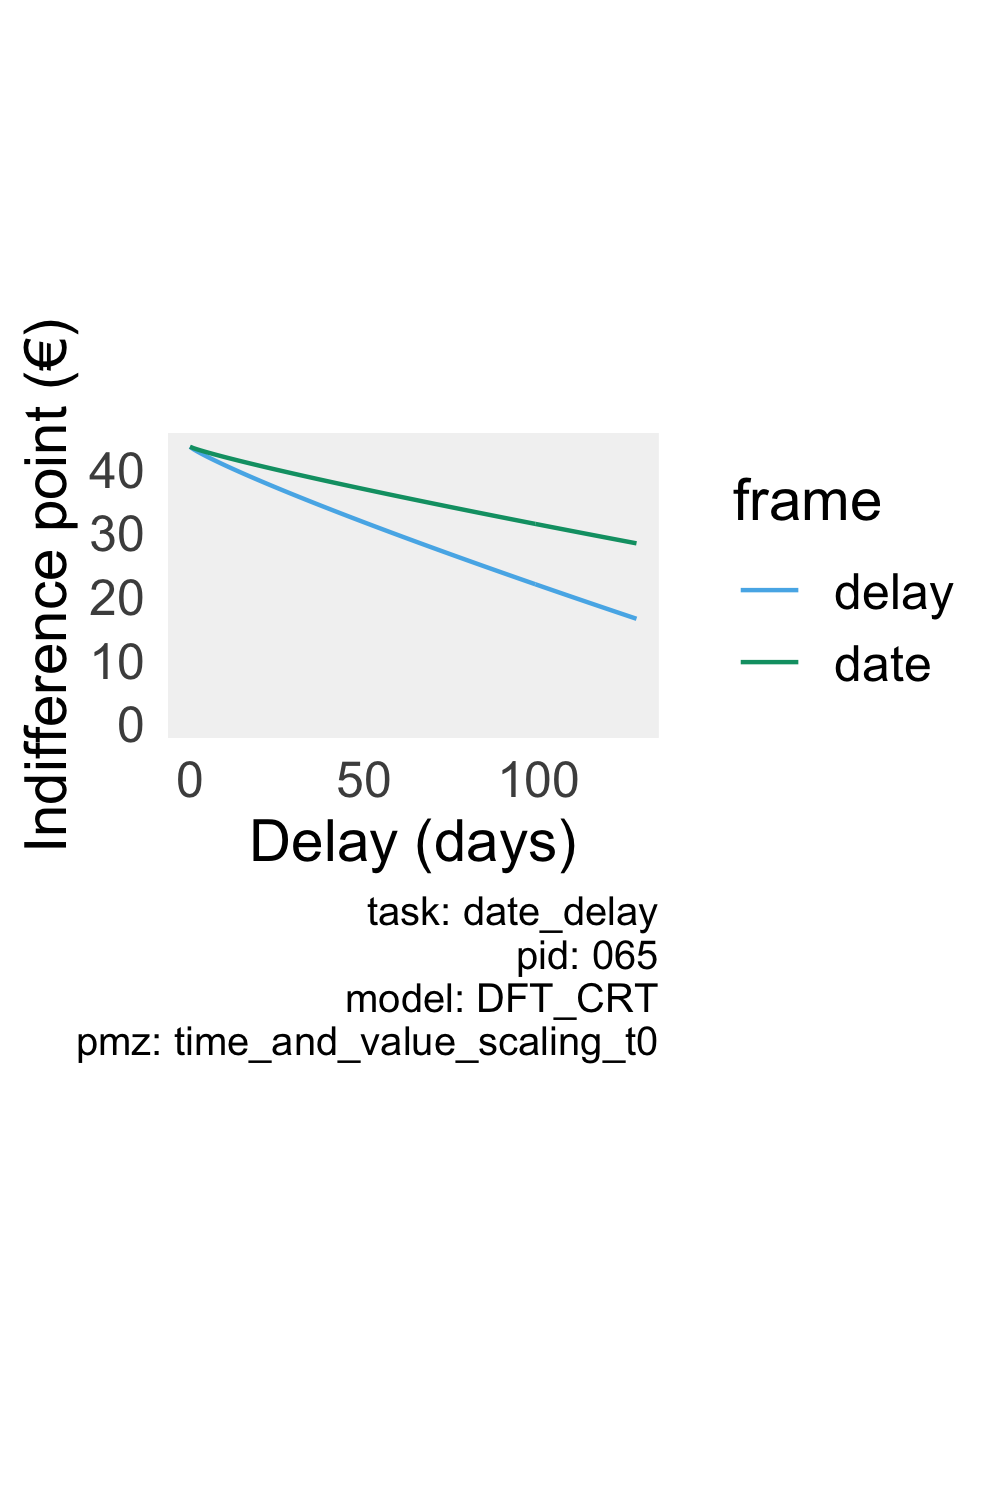 Indifference point (€)
40
30
20
10
0
0 50 100
Delay (days)
frame
delay
date
task: date_delay
pid: 065
model: DFT_CRT
pmz: time_and_value_scaling_t0